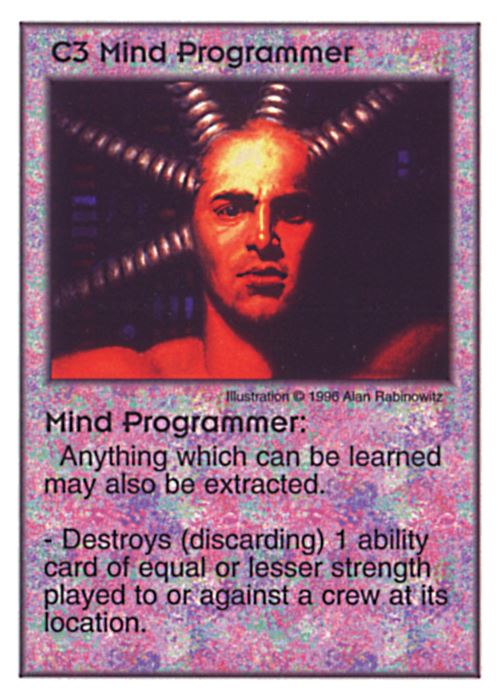 C3 Mind Programmer
Illustration © 1996 Alan Rabinowitz
Mind Programmer:
Anything which can be learned
may also be extracted.
- Destroys (discarding) 1 ability
card of equal or lesser strength
played to or against a crew at its
location.